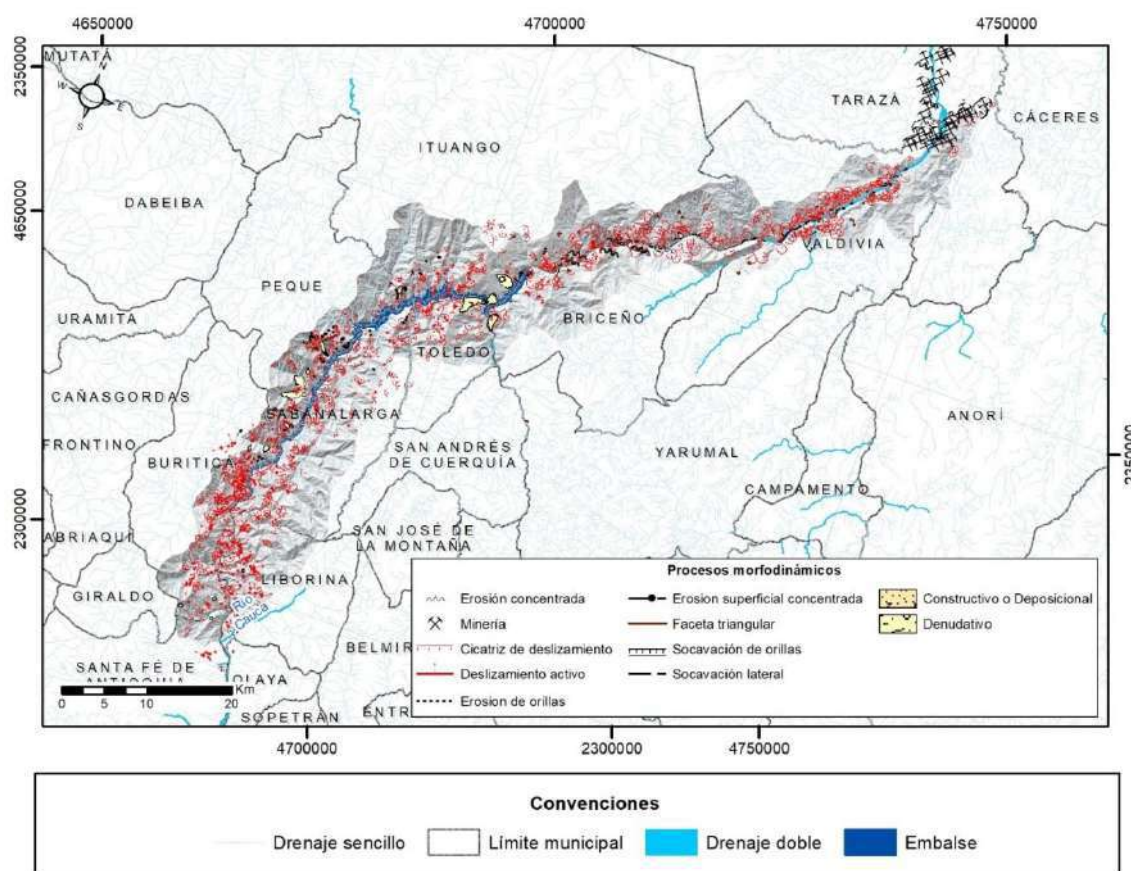 4650000
4700000
4750000
2350000
4650000
2300000
2250000
MUTATÁ
N
W
E
S
TARAZÁ
CÁCERES
ITUANGO
DABEIBA
VALDIVIA
PEQUE
BRICEÑO
URAMITA
TOLEDO
CAÑASGORDAS
SABANALARGA
ANORÍ
FRONTINO
SAN ANDRÉS
DE CUERQUÍA
YARUMAL
BURITICÁ
CAMPAMENTO
SAN JOSÉ DE
LA MONTAÑA
ABRIAQUÍ
LIBORINA
GIRALDO
Río
Cauca
BELMIR
SANTA FÉ DE
ANTIOQUIA
OLAYA
SOPETRÁN
ENTR
0 5 10 20
Km
Procesos morfodinámicos
Erosión concentrada
Minería
Cicatriz de deslizamiento
Deslizamiento activo
Erosion de orillas
Erosion superficial concentrada
Faceta triangular
Socavación de orillas
Socavación lateral
Constructivo o Deposicional
Denudativo
4700000
2300000
4750000
Convenciones
Drenaje sencillo
Límite municipal
Drenaje doble
Embalse